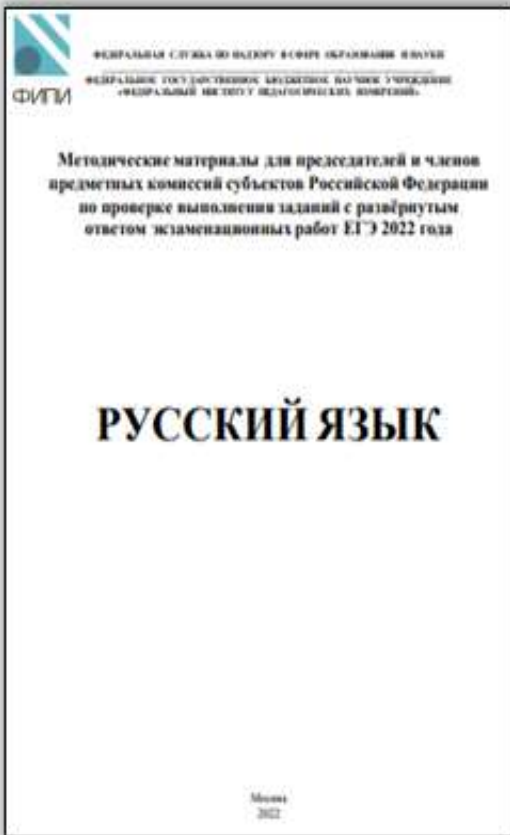 ФИПИ
ФЕДЕРАЛЬНАЯ СЛУЖБА ПО НАДЗОРУ В СФЕРЕ ОБРАЗОВАНИЯ И НАУКИ
ФЕДЕРАЛЬНОЕ ГОСУДАРСТВЕННОЕ БЮДЖЕТНОЕ НАУЧНОЕ УЧРЕЖДЕНИЕ
«ФЕДЕРАЛЬНЫЙ ИНСТИТУТ ПЕДАГОГИЧЕСКИХ ИЗМЕРЕНИЙ»
Методические материалы для председателей и членов
предметных комиссий субъектов Российской Федерации
по проверке выполнения заданий с развёрнутым
ответом экзаменационных работ ЕГЭ 2022 года
РУССКИЙ ЯЗЫК
Москва
2022